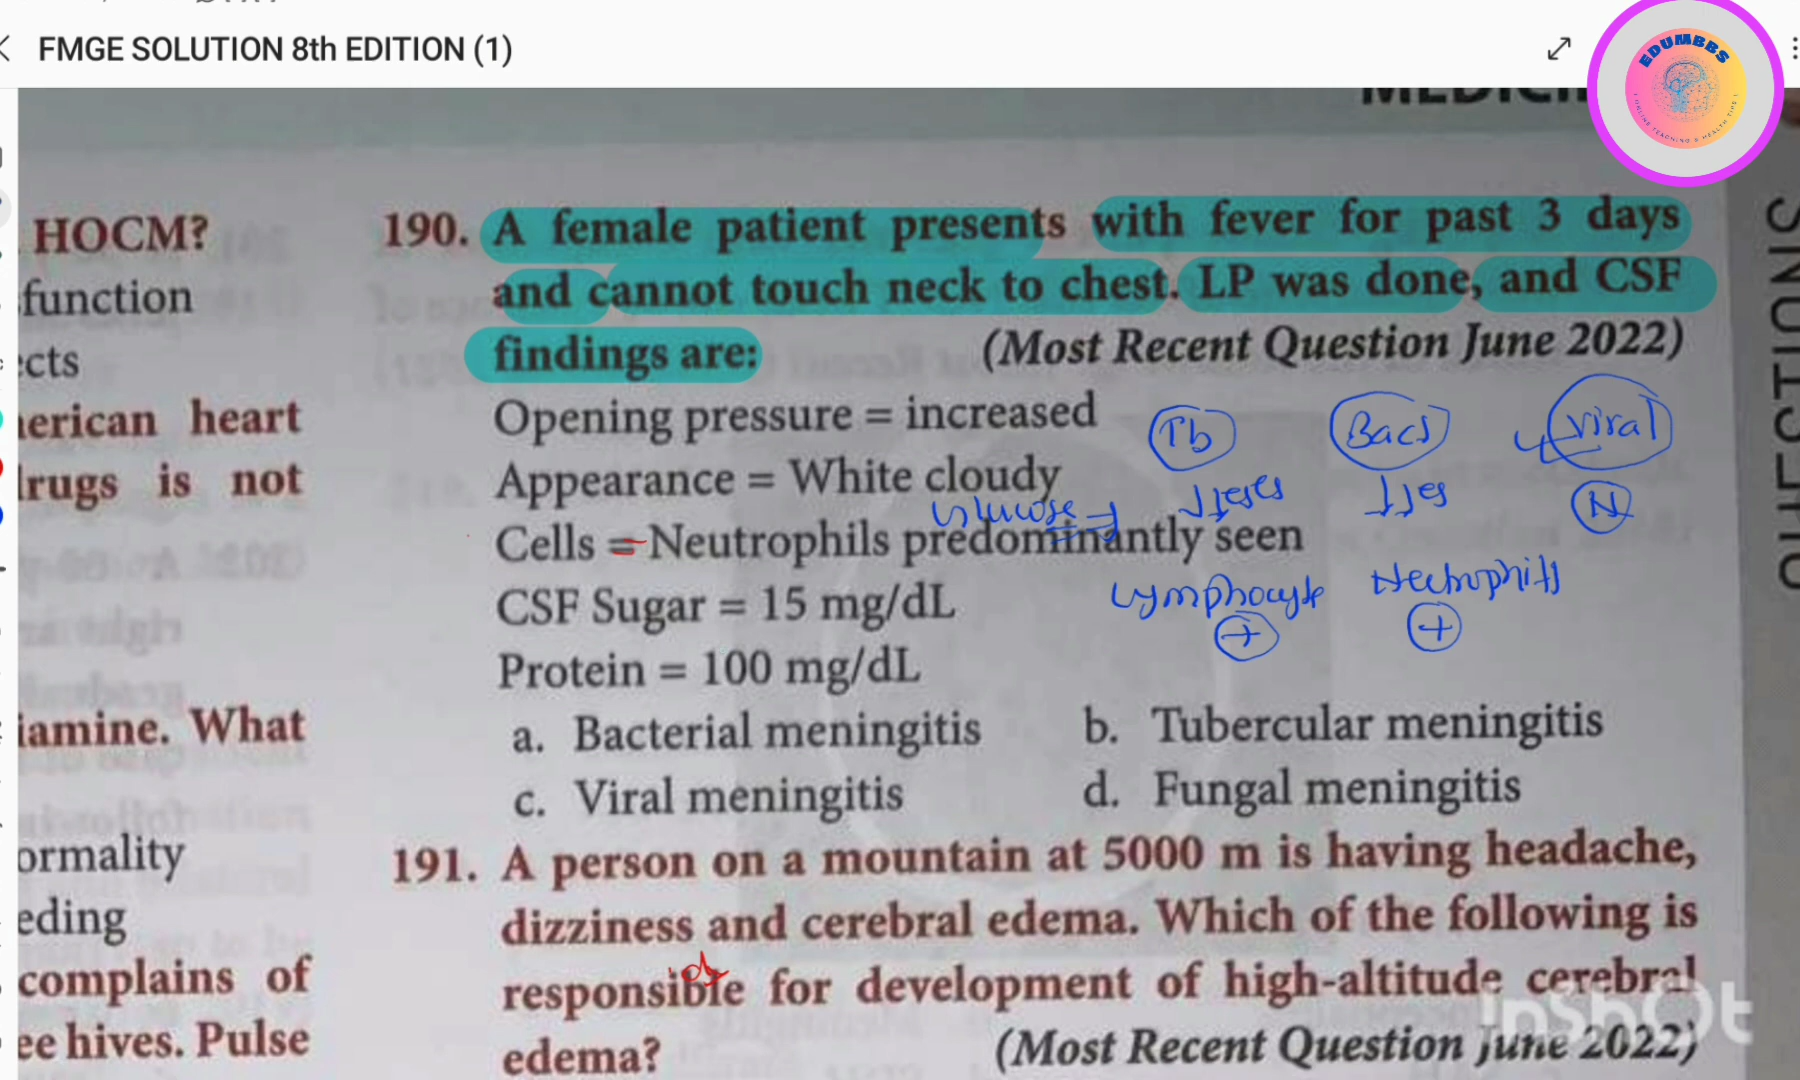 FMGE SOLUTION 8th EDITION (1)
EDUMBBS
HOCM?
function
cts
erican heart
rugs is not
iamine. What
ormality
eding
complains of
ee hives. Pulse
190. A female patient presents with fever for past 3 days
and cannot touch neck to chest. LP was done, and CSF
findings are: (Most Recent Question June 2022)
Opening pressure = increased
Tb Bact Viral
Appearance = White cloudy
Glucose N
Cells = Neutrophils predominantly seen
CSF Sugar = 15 mg/dL
Lymphocyte Neutrophils
+ +
Protein = 100 mg/dL
a. Bacterial meningitis b. Tubercular meningitis
c. Viral meningitis d. Fungal meningitis
191. A person on a mountain at 5000 m is having headache,
dizziness and cerebral edema. Which of the following is
responsible for development of high-altitude cerebral
edema? (Most Recent Question June 2022)
InShOt
QUESTIONS